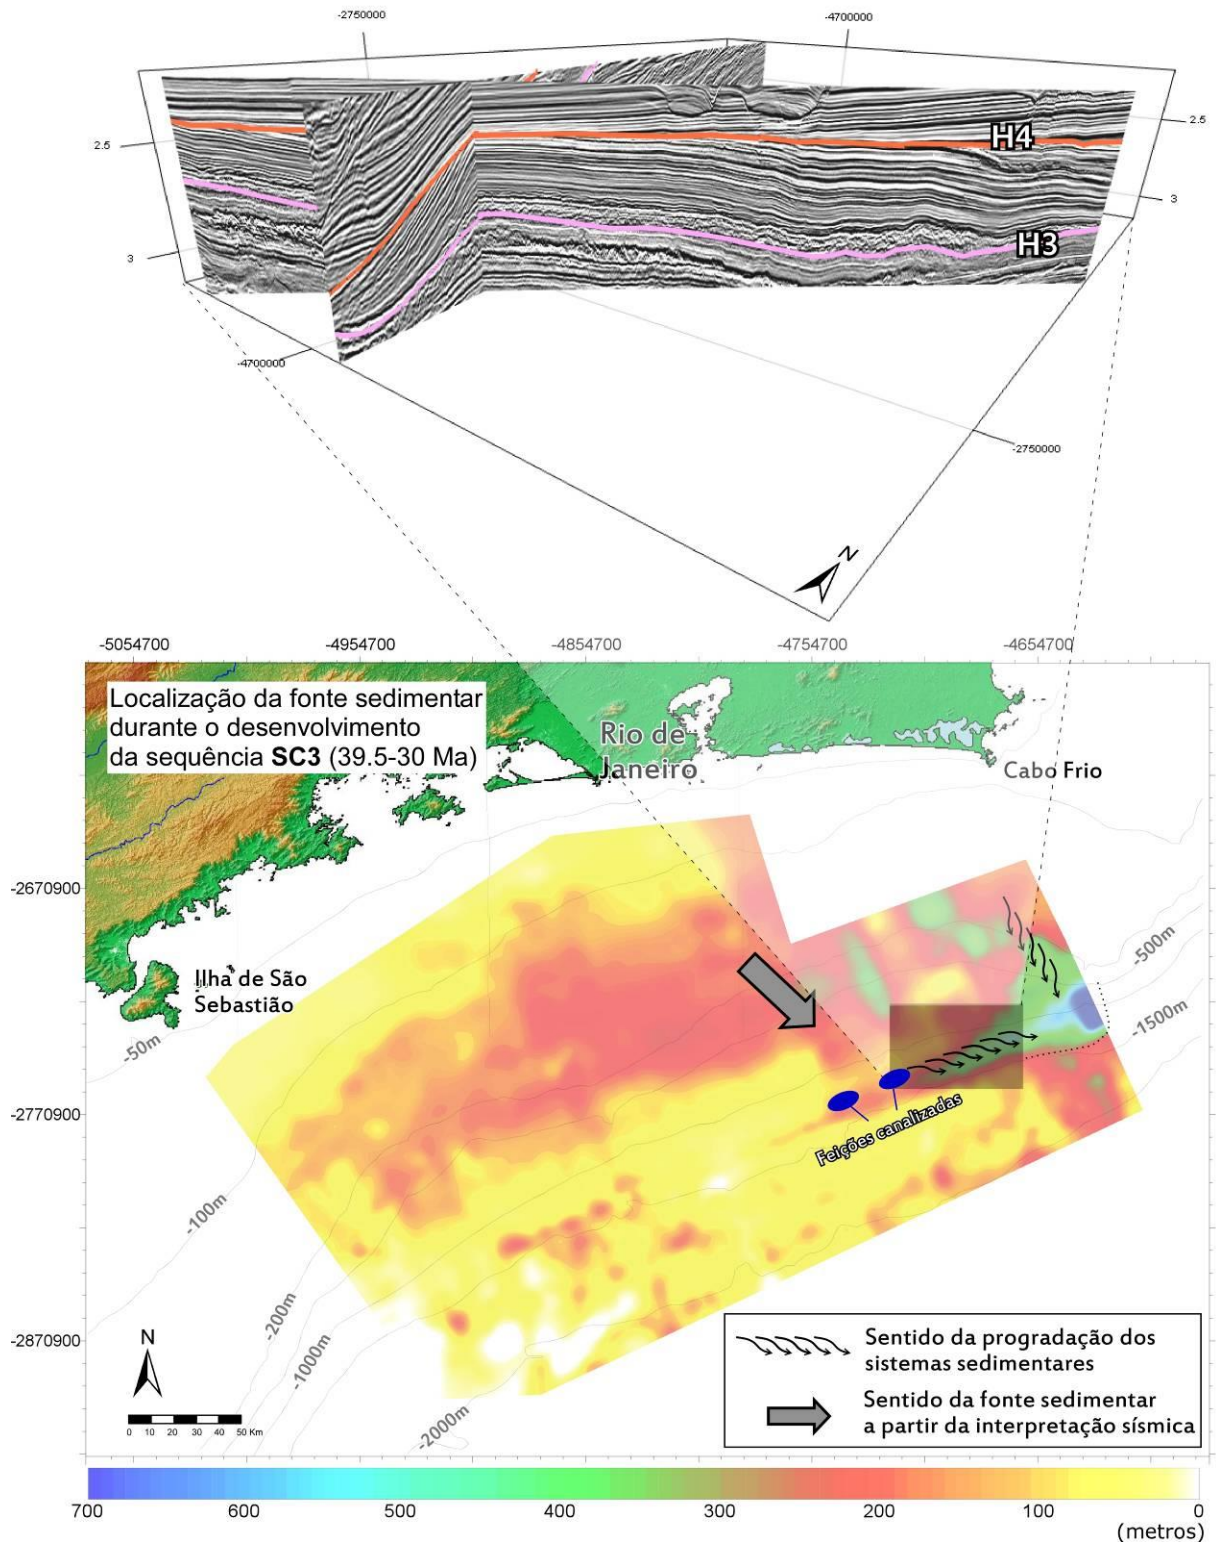 -2750000
-4700000
2.5
2.5
H4
3
H3
3
-4700000
-2750000
N
-5054700
-4954700
-4854700
-4754700
-4654700
Localização da fonte sedimentar
durante o desenvolvimento
da sequência SC3 (39.5-30 Ma)
Rio de
Janeiro
Cabo Frio
-2670900
-500m
Ilha de São
Sebastião
-50m
-1500m
-2770900
Feições canalizadas
-100m
-200m
-1000m
-2870900
N
0 10 20 30 40 50 Km
-2000m
Sentido da progradação dos
sistemas sedimentares
Sentido da fonte sedimentar
a partir da interpretação sísmica
700 600 500 400 300 200 100 0
(metros)